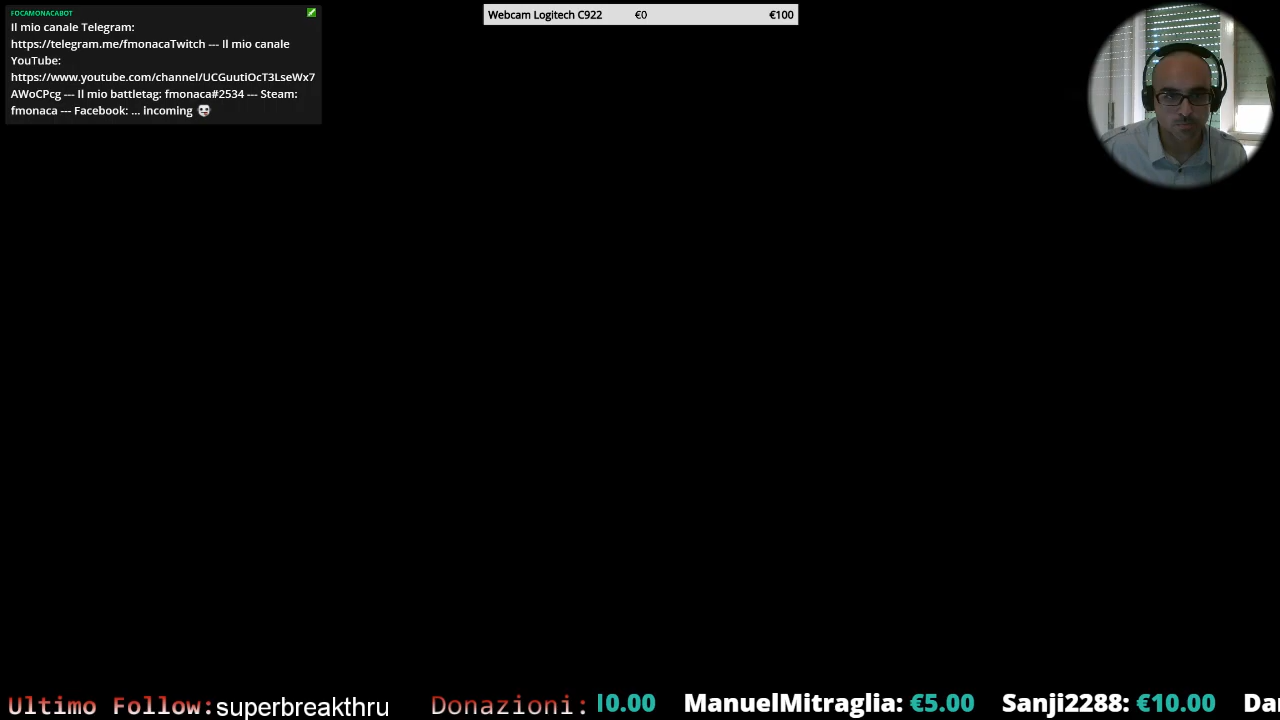 FOCAMONACABOT
Il mio canale Telegram:
https://telegram.me/fmonacaTwitch --- Il mio canale
YouTube:
https://www.youtube.com/channel/UCGuutiOcT3LseWx7
AWoCPcg --- Il mio battletag: fmonaca#2534 --- Steam:
fmonaca --- Facebook: ... incoming
Webcam Logitech C922 €0 €100
Ultimo Follow: superbreakthru Donazioni: 0.00 ManuelMitraglia: €5.00 Sanji2288: €10.00